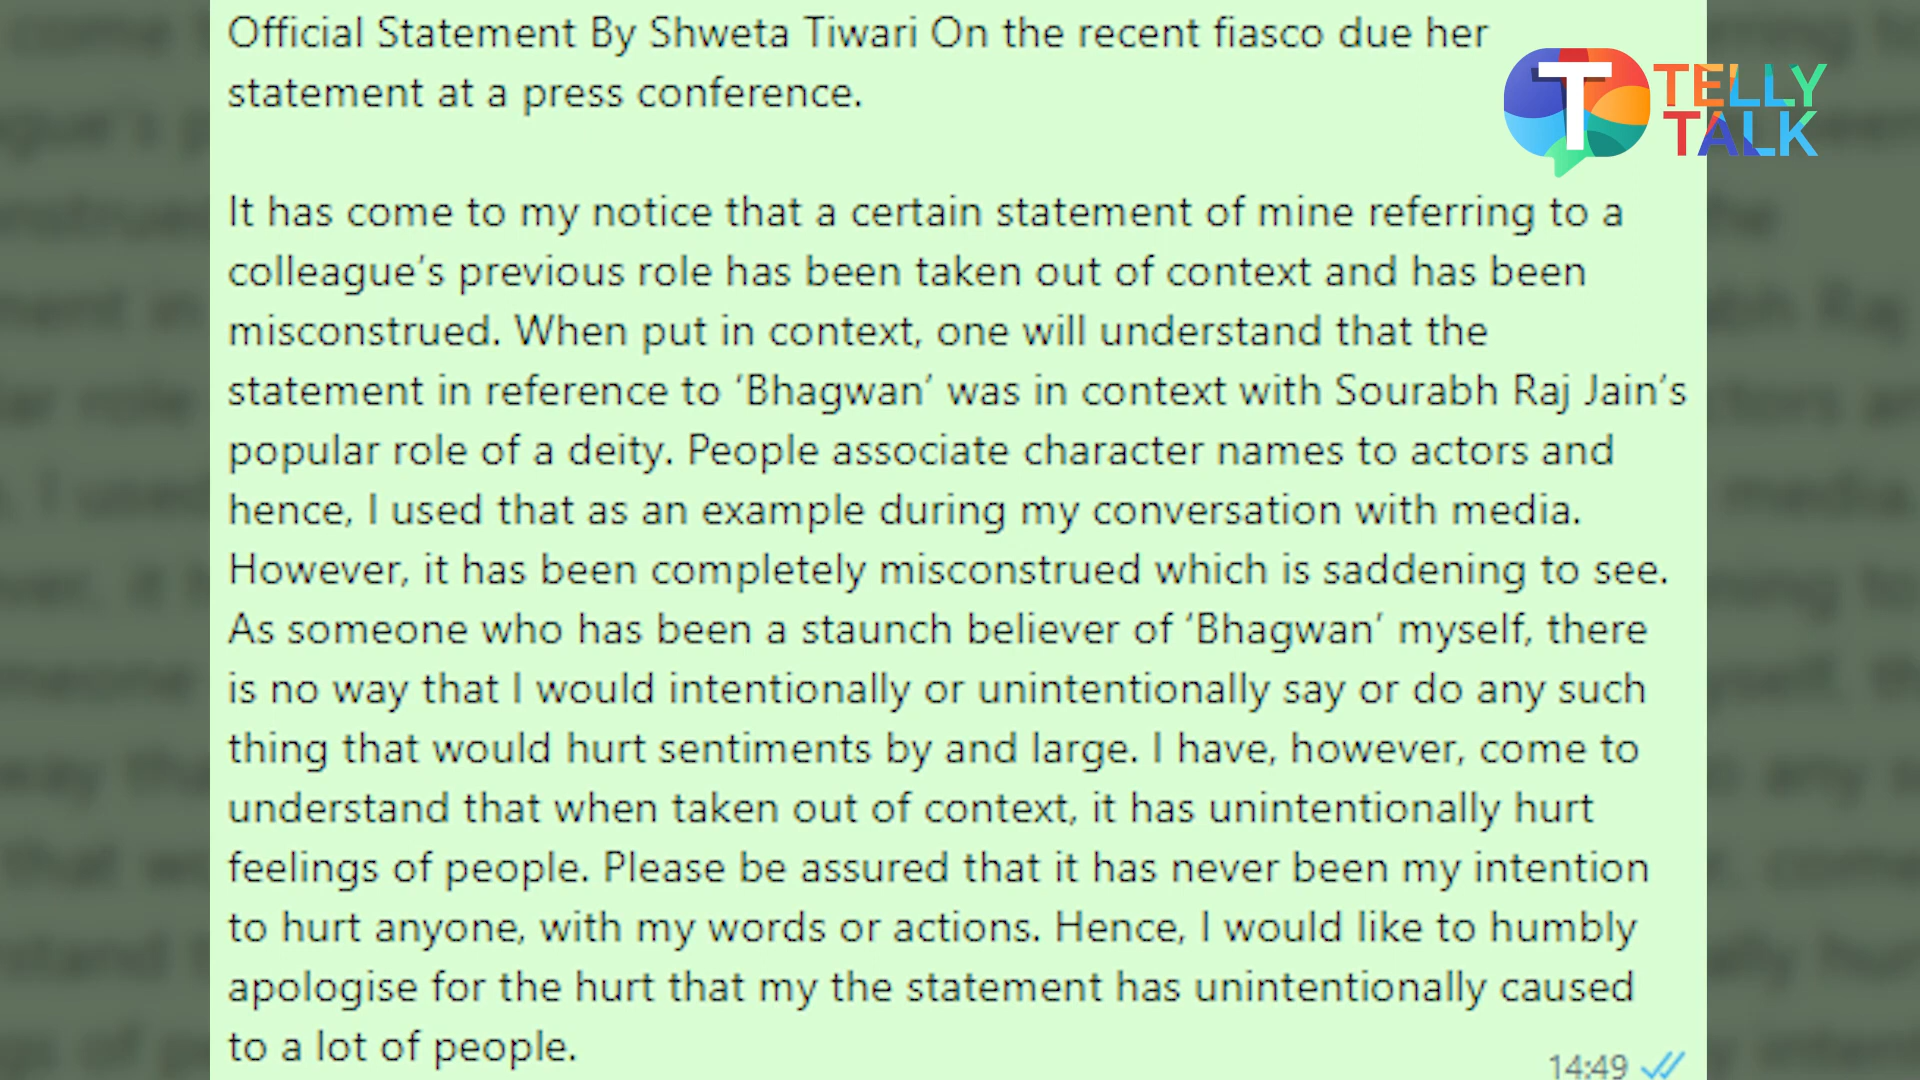 Official Statement By Shweta Tiwari On the recent fiasco due her
statement at a press conference.
It has come to my notice that a certain statement of mine referring to a
colleague’s previous role has been taken out of context and has been
misconstrued. When put in context, one will understand that the
statement in reference to ‘Bhagwan’ was in context with Sourabh Raj Jain’s
popular role of a deity. People associate character names to actors and
hence, I used that as an example during my conversation with media.
However, it has been completely misconstrued which is saddening to see.
As someone who has been a staunch believer of ‘Bhagwan’ myself, there
is no way that I would intentionally or unintentionally say or do any such
thing that would hurt sentiments by and large. I have, however, come to
understand that when taken out of context, it has unintentionally hurt
feelings of people. Please be assured that it has never been my intention
to hurt anyone, with my words or actions. Hence, I would like to humbly
apologise for the hurt that my the statement has unintentionally caused
to a lot of people.
14:49
T TELLY
TALK